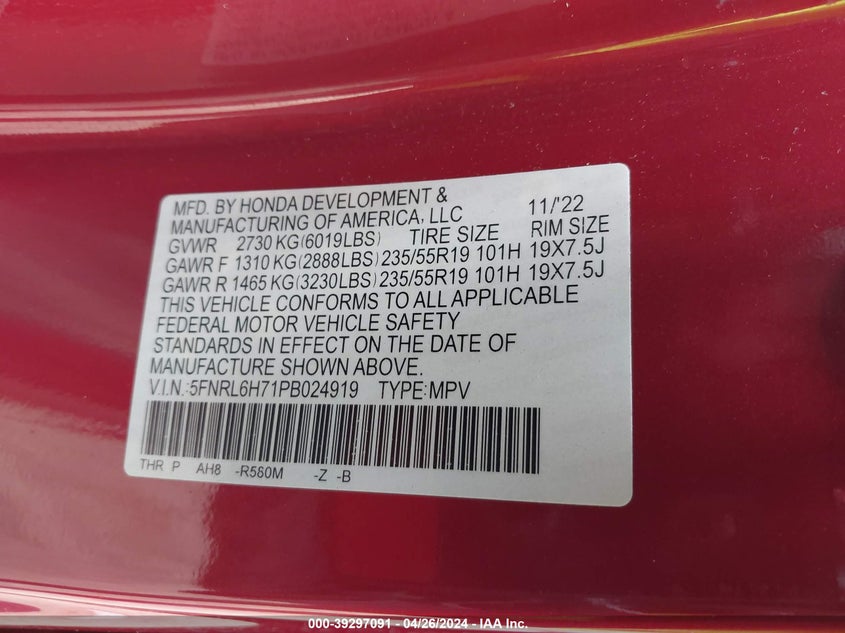 MFD. BY HONDA DEVELOPMENT &
MANUFACTURING OF AMERICA, LLC 11/'22
GVWR 2730 KG(6019LBS) TIRE SIZE RIM SIZE
GAWR F 1310 KG(2888LBS) 235/55R19 101H 19X7.5J
GAWR R 1465 KG(3230LBS) 235/55R19 101H 19X7.5J
THIS VEHICLE CONFORMS TO ALL APPLICABLE
FEDERAL MOTOR VEHICLE SAFETY
STANDARDS IN EFFECT ON THE DATE OF
MANUFACTURE SHOWN ABOVE.
V.I.N.:5FNRL6H71PB024919 TYPE:MPV
THR P AH8 -R580M -Z -B
000-39297091 - 04/26/2024 - IAA Inc.